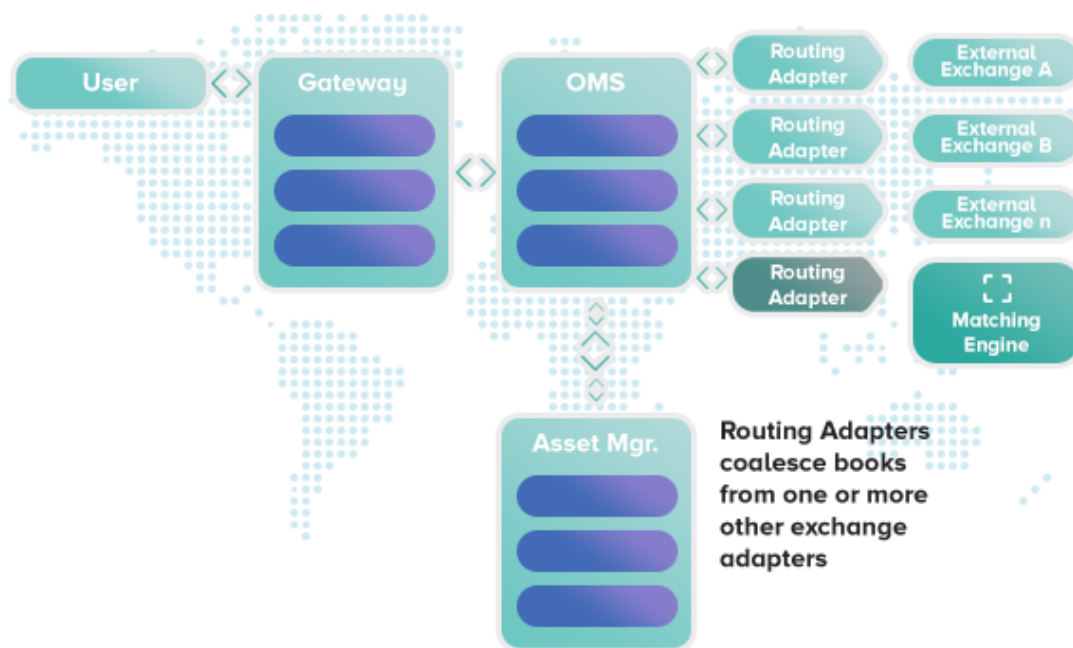 User
Gateway
OMS
Routing
Adapter
External
Exchange A
Routing
Adapter
External
Exchange B
Routing
Adapter
External
Exchange n
Routing
Adapter
Matching
Engine
Asset Mgr.
Routing Adapters
coalesce books
from one or more
other exchange
adapters